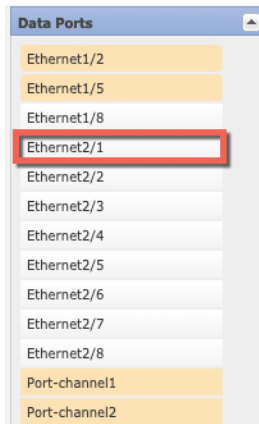 Data Ports
Ethernet1/2
Ethernet1/5
Ethernet1/8
Ethernet2/1
Ethernet2/2
Ethernet2/3
Ethernet2/4
Ethernet2/5
Ethernet2/6
Ethernet2/7
Ethernet2/8
Port-channel1
Port-channel2